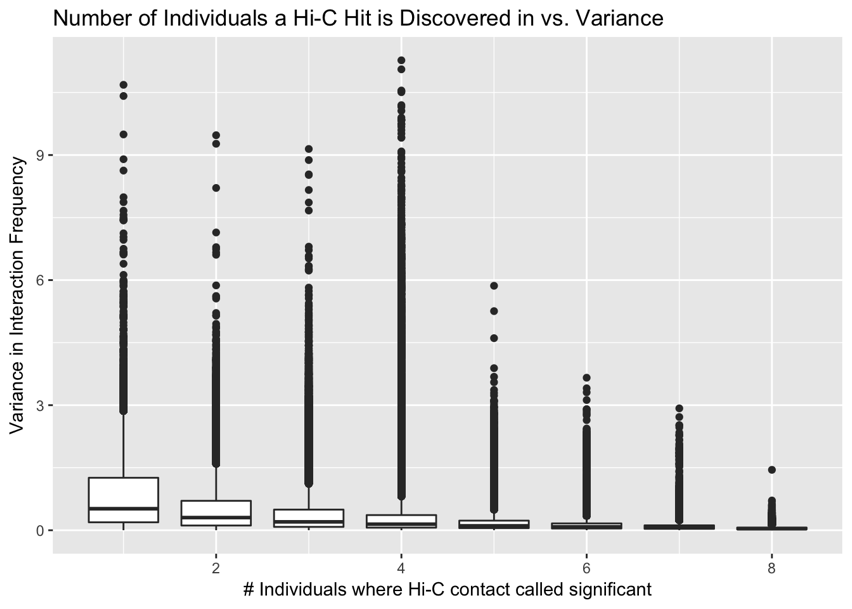 Number of Individuals a Hi-C Hit is Discovered in vs. Variance
Variance in Interaction Frequency
9
6
3
0
2
4
6
8
# Individuals where Hi-C contact called significant